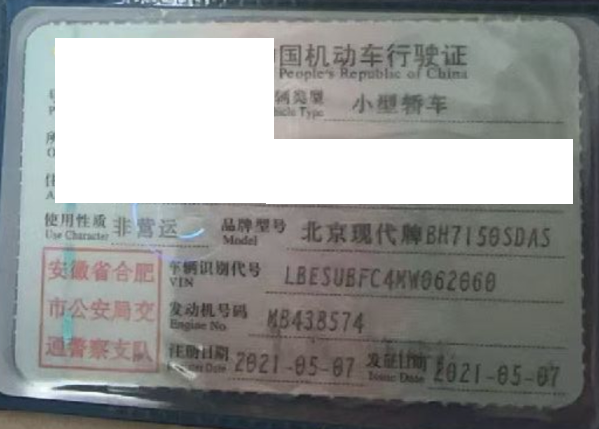 国机动车行驶证
People's Republic of China
类型 小型轿车
hicle Type
使用性质 非营运 品牌型号 北京现代牌BH7150SDAS
Use Character Model
安徽省合肥 车辆识别代号 LBESUBFC4MW062060
VIN
市公安局交 发动机号码 MB438574
Engine No.
通警察支队 注册日期 2021-05-07 发证日期 2021-05-07
Date Issue Date